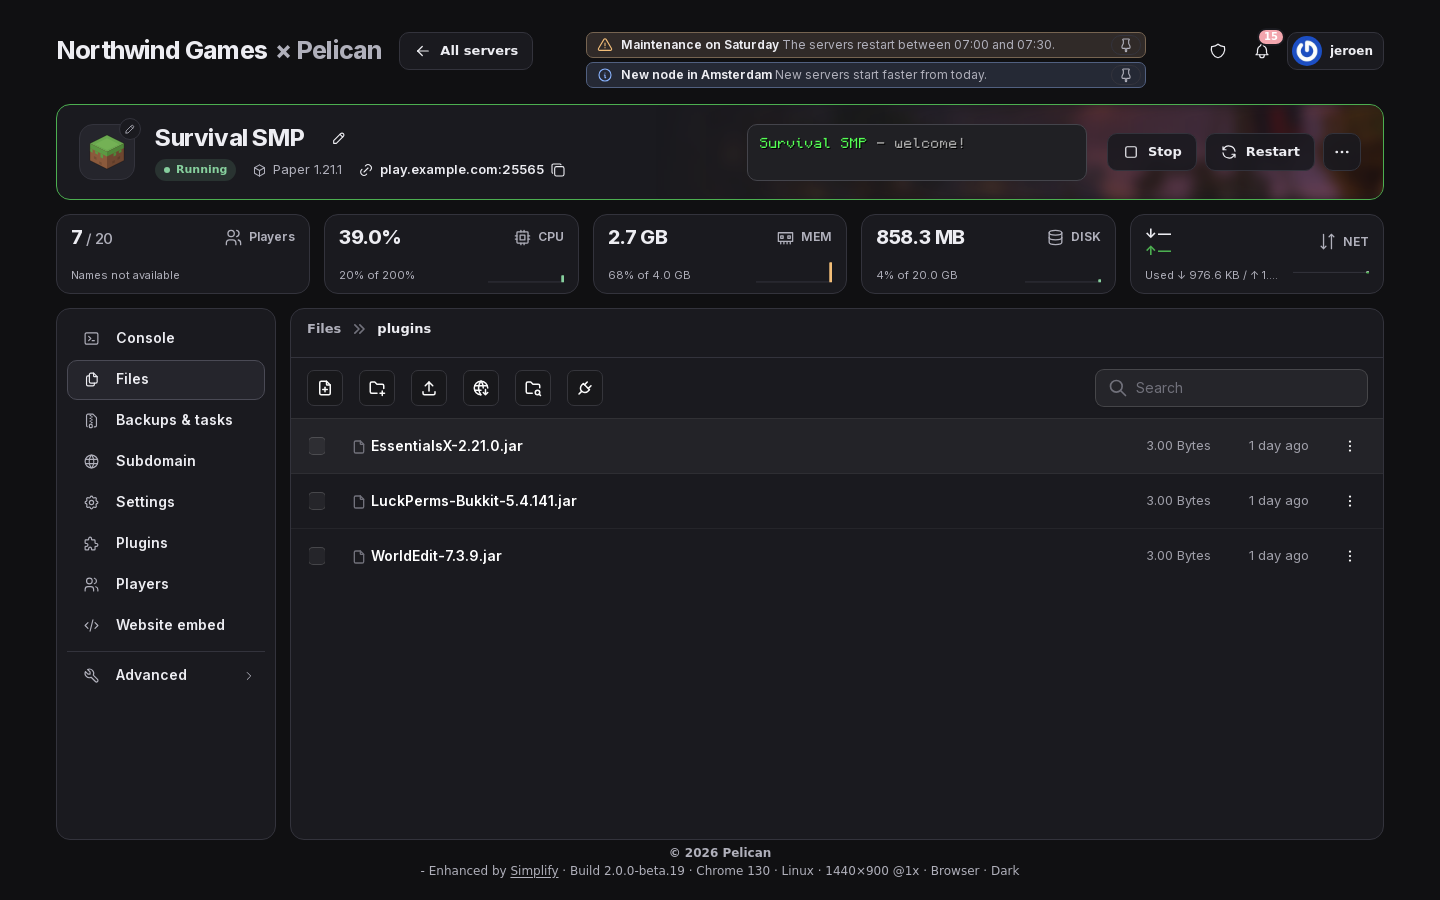 Northwind Games × Pelican
All servers
Maintenance on Saturday The servers restart between 07:00 and 07:30.
New node in Amsterdam New servers start faster from today.
15
jeroen
Survival SMP
Running
Paper 1.21.1
play.example.com:25565
Survival SMP - welcome!
Stop
Restart
7 / 20
Players
Names not available
39.0%
CPU
20% of 200%
2.7 GB
MEM
68% of 4.0 GB
858.3 MB
DISK
4% of 20.0 GB
↓—
↑—
NET
Used ↓ 976.6 KB / ↑ 1....
Console
Files
Backups & tasks
Subdomain
Settings
Plugins
Players
Website embed
Advanced
Files » plugins
Search
EssentialsX-2.21.0.jar 3.00 Bytes 1 day ago
LuckPerms-Bukkit-5.4.141.jar 3.00 Bytes 1 day ago
WorldEdit-7.3.9.jar 3.00 Bytes 1 day ago
© 2026 Pelican
- Enhanced by Simplify · Build 2.0.0-beta.19 · Chrome 130 · Linux · 1440×900 @1x · Browser · Dark